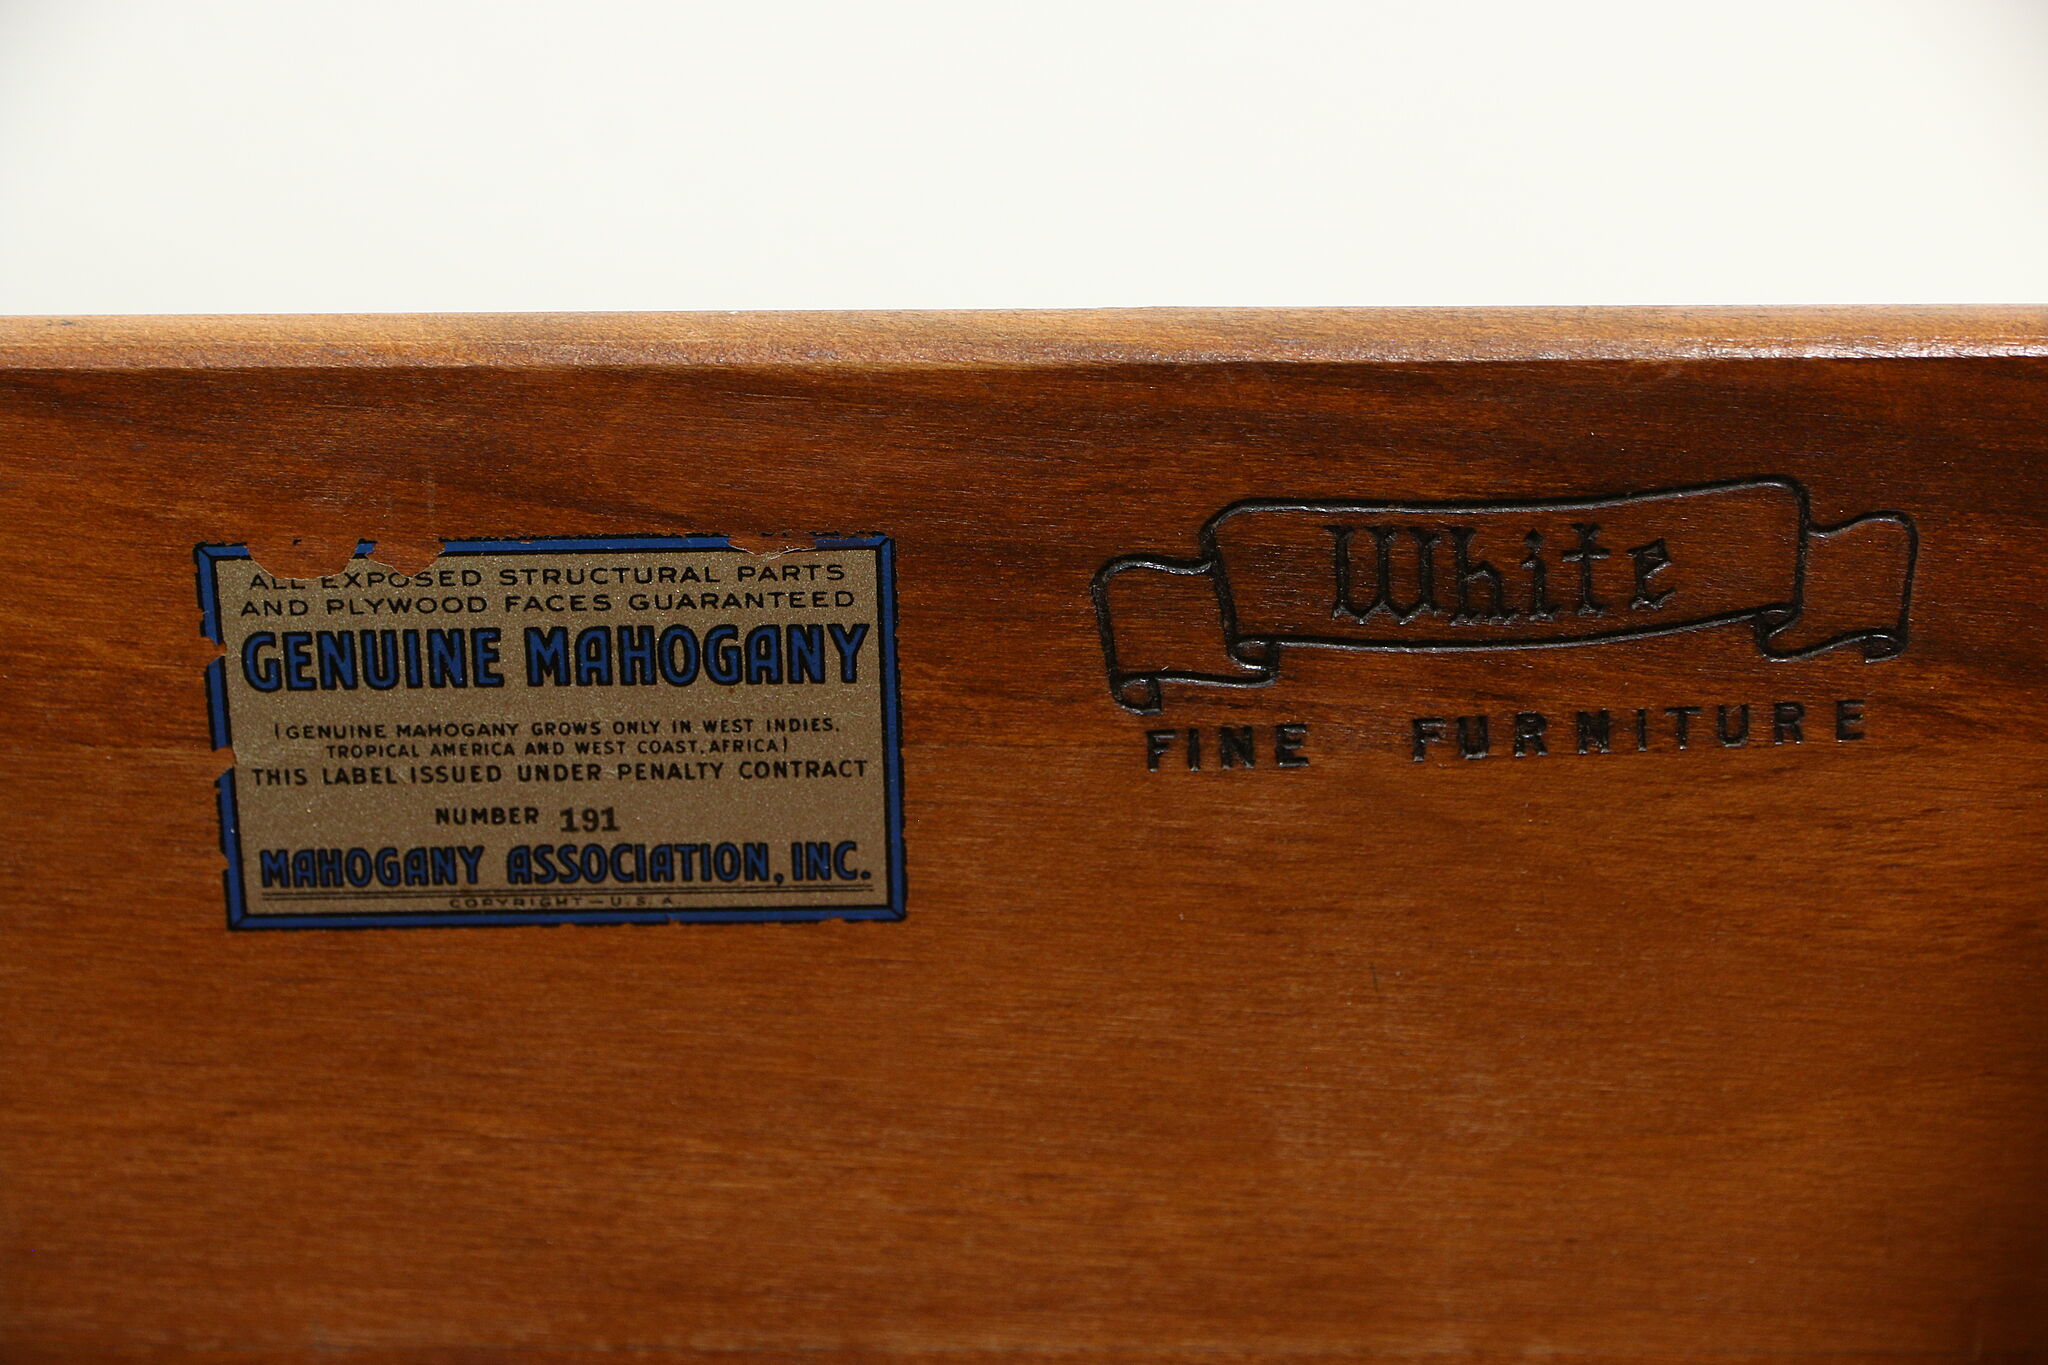 ALL EXPOSED STRUCTURAL PARTS
AND PLYWOOD FACES GUARANTEED
GENUINE MAHOGANY
(GENUINE MAHOGANY GROWS ONLY IN WEST INDIES,
TROPICAL AMERICA AND WEST COAST, AFRICA)
THIS LABEL ISSUED UNDER PENALTY CONTRACT
NUMBER 191
MAHOGANY ASSOCIATION, INC.
COPYRIGHT—U.S.A.
White
FINE FURNITURE